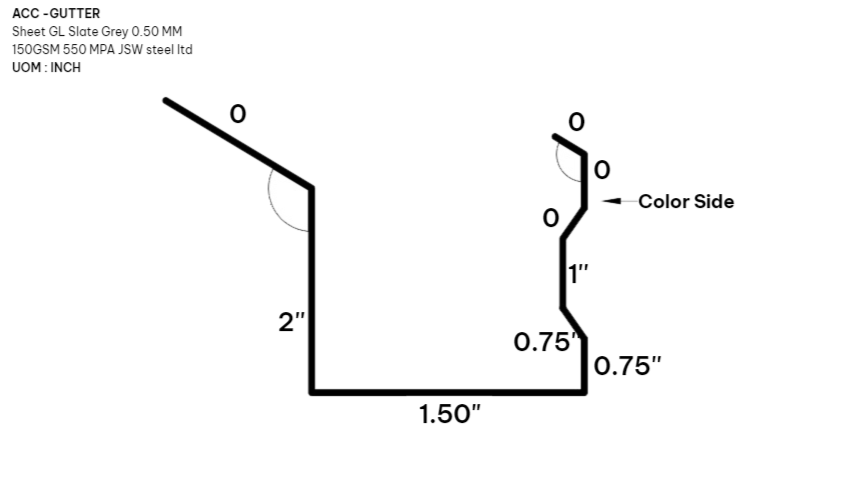 ACC -GUTTER
Sheet GL Slate Grey 0.50 MM
150GSM 550 MPA JSW steel ltd
UOM : INCH
0
0
0
Color Side
0
1"
2"
0.75"
0.75"
1.50"